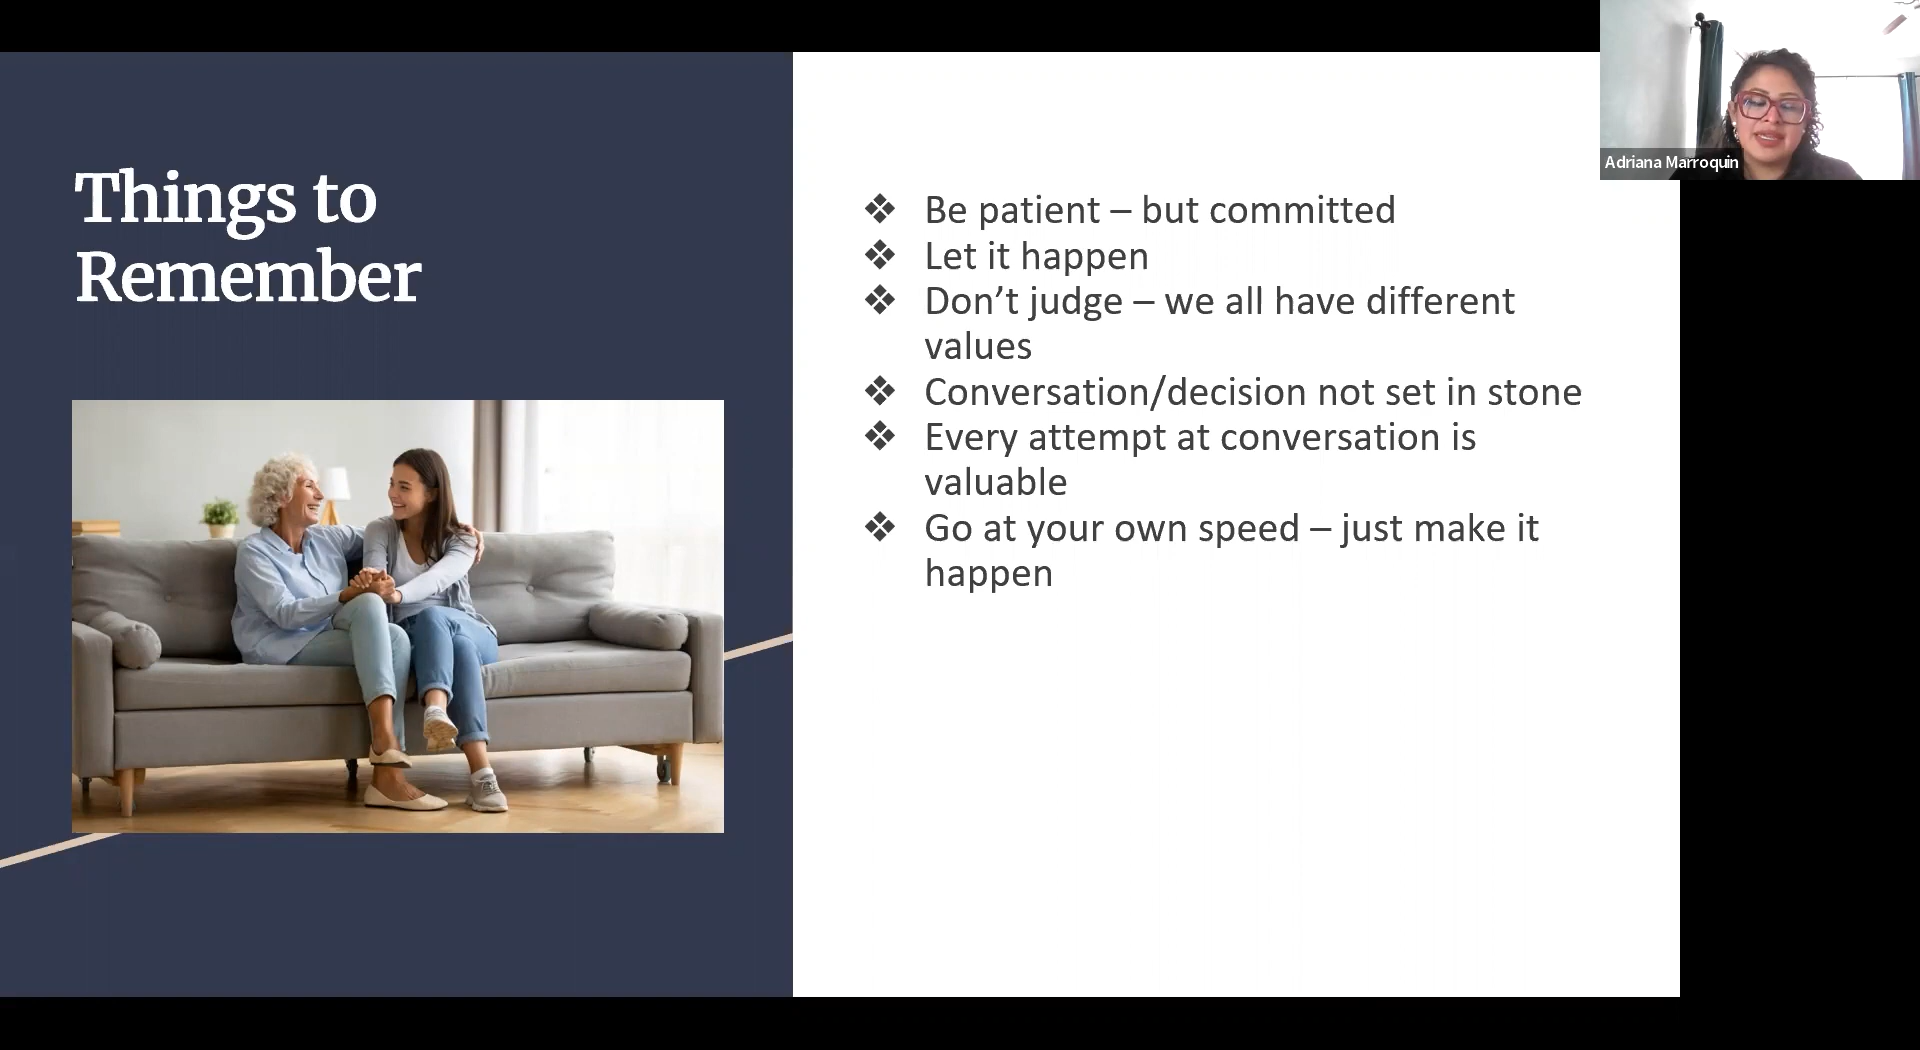 Things to
Remember
❖ Be patient – but committed
❖ Let it happen
❖ Don’t judge – we all have different
values
❖ Conversation/decision not set in stone
❖ Every attempt at conversation is
valuable
❖ Go at your own speed – just make it
happen
Adriana Marroquin